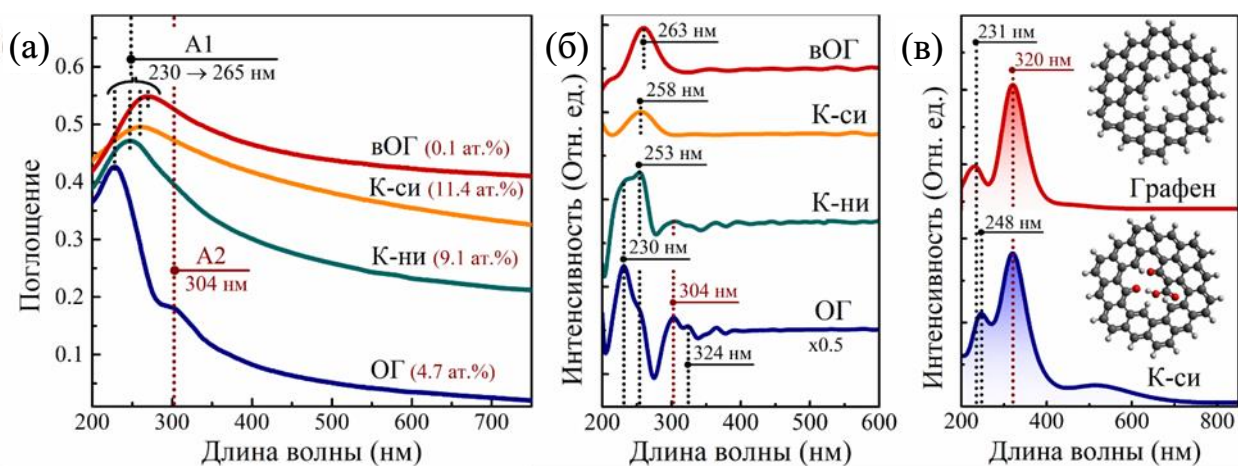 (а)
Поглощение
0.6
0.5
0.4
0.3
0.2
0.1
A1
230 → 265 нм
вОГ (0.1 ат.%)
К-си (11.4 ат.%)
К-ни (9.1 ат.%)
A2
304 нм
ОГ (4.7 ат.%)
200 300 400 500 600 700
Длина волны (нм)
(б)
Интенсивность (Отн. ед.)
263 нм
вОГ
258 нм
К-си
253 нм
К-ни
230 нм
304 нм
ОГ
x0.5
324 нм
200 300 400 500 600
Длина волны (нм)
(в)
Интенсивность (Отн. ед.)
231 нм
320 нм
Графен
248 нм
К-си
200 400 600 800
Длина волны (нм)